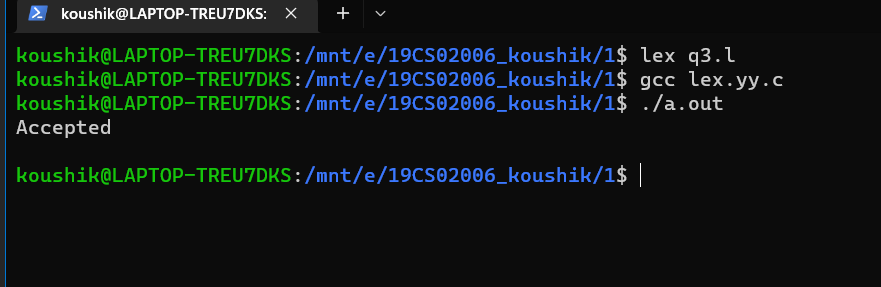 koushik@LAPTOP-TREU7DKS:
koushik@LAPTOP-TREU7DKS:/mnt/e/19CS02006_koushik/1$ lex q3.l
koushik@LAPTOP-TREU7DKS:/mnt/e/19CS02006_koushik/1$ gcc lex.yy.c
koushik@LAPTOP-TREU7DKS:/mnt/e/19CS02006_koushik/1$ ./a.out
Accepted
koushik@LAPTOP-TREU7DKS:/mnt/e/19CS02006_koushik/1$